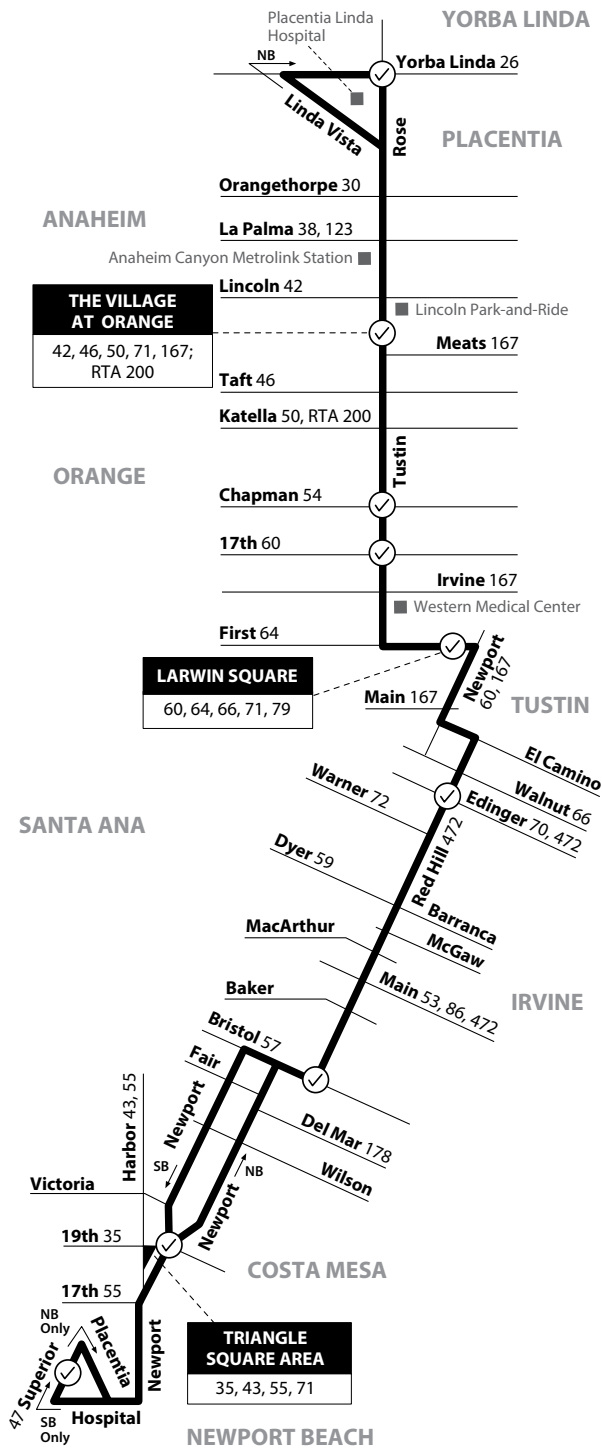 YORBA LINDA
Placentia Linda
Hospital
NB
Yorba Linda 26
Linda Vista
Rose
PLACENTIA
Orangethorpe 30
ANAHEIM
La Palma 38, 123
Anaheim Canyon Metrolink Station
Lincoln 42
THE VILLAGE
AT ORANGE
42, 46, 50, 71, 167;
RTA 200
Lincoln Park-and-Ride
Meats 167
Taft 46
Katella 50, RTA 200
Tustin
ORANGE
Chapman 54
17th 60
Irvine 167
Western Medical Center
First 64
LARWIN SQUARE
60, 64, 66, 71, 79
Newport
60, 167
Main 167
TUSTIN
El Camino
Walnut 66
Edinger 70, 472
Warner 72
SANTA ANA
Red Hill 472
Dyer 59
Barranca
McGaw
MacArthur
Main 53, 86, 472
IRVINE
Baker
Bristol 57
Fair
Harbor 43, 55
Newport
SB
Newport
NB
Del Mar 178
Wilson
Victoria
19th 35
COSTA MESA
17th 55
NB
Only
Placentia
Newport
TRIANGLE
SQUARE AREA
35, 43, 55, 71
47 Superior
SB
Only
Hospital
NEWPORT BEACH